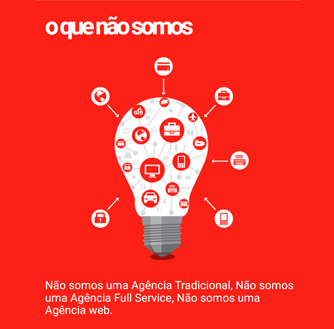 o que não somos
Não somos uma Agência Tradicional, Não somos
uma Agência Full Service, Não somos uma
Agência web.